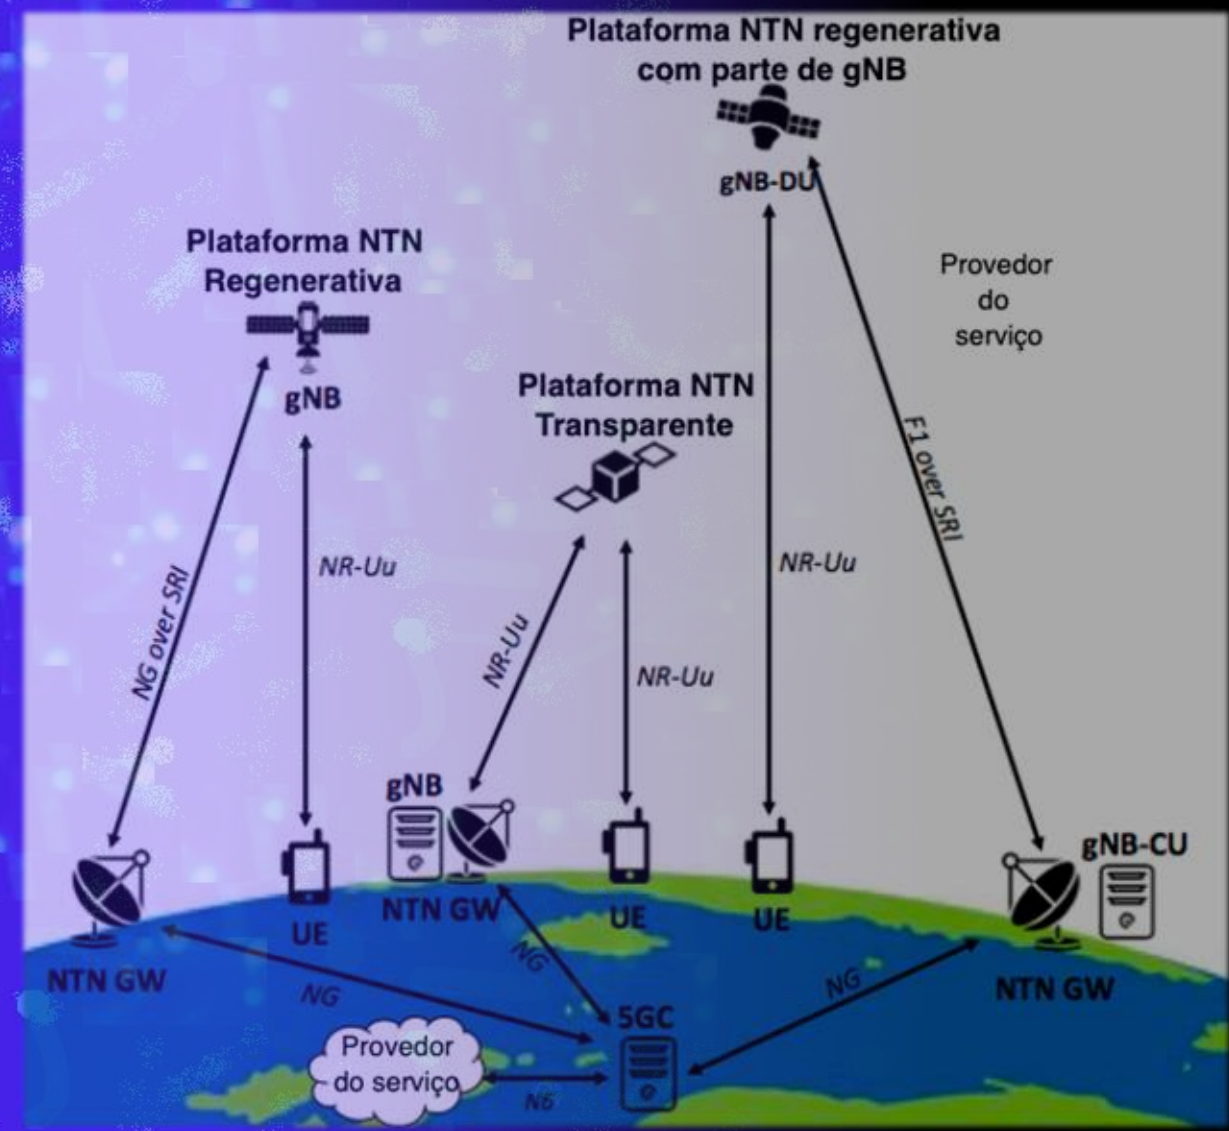 Plataforma NTN regenerativa
com parte de gNB
gNB-DU
Plataforma NTN
Regenerativa
gNB
Provedor
do
serviço
Plataforma NTN
Transparente
F1 over SRI
NG over SRI
NR-Uu
NR-Uu
NR-Uu
NR-Uu
gNB
gNB-CU
NTN GW
UE
NTN GW
UE
UE
NTN GW
NG
NG
NG
5GC
Provedor
do serviço
N6